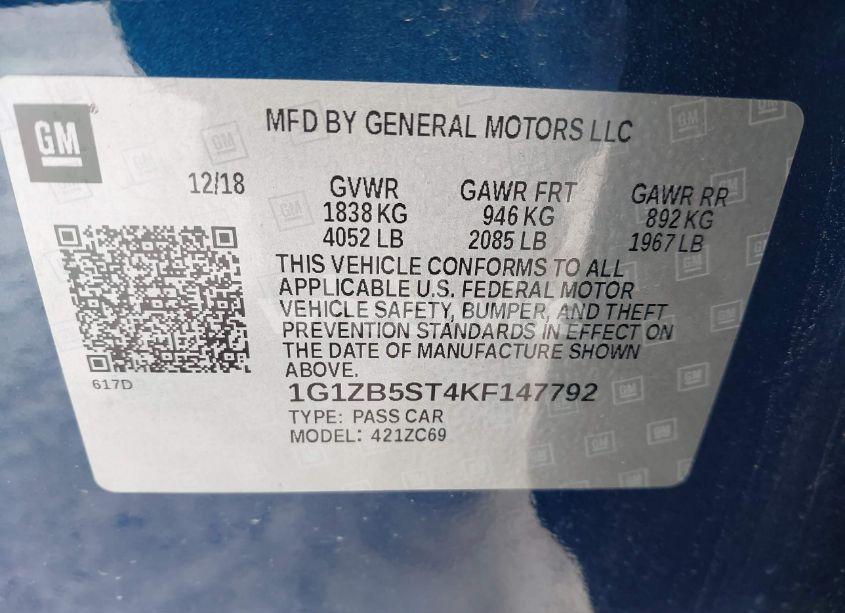 GM
MFD BY GENERAL MOTORS LLC
12/18
GVWR
1838 KG
4052 LB
GAWR FRT
946 KG
2085 LB
GAWR RR
892 KG
1967 LB
THIS VEHICLE CONFORMS TO ALL
APPLICABLE U.S. FEDERAL MOTOR
VEHICLE SAFETY, BUMPER, AND THEFT
PREVENTION STANDARDS IN EFFECT ON
THE DATE OF MANUFACTURE SHOWN
ABOVE.
617D
1G1ZB5ST4KF147792
TYPE: PASS CAR
MODEL: 421ZC69